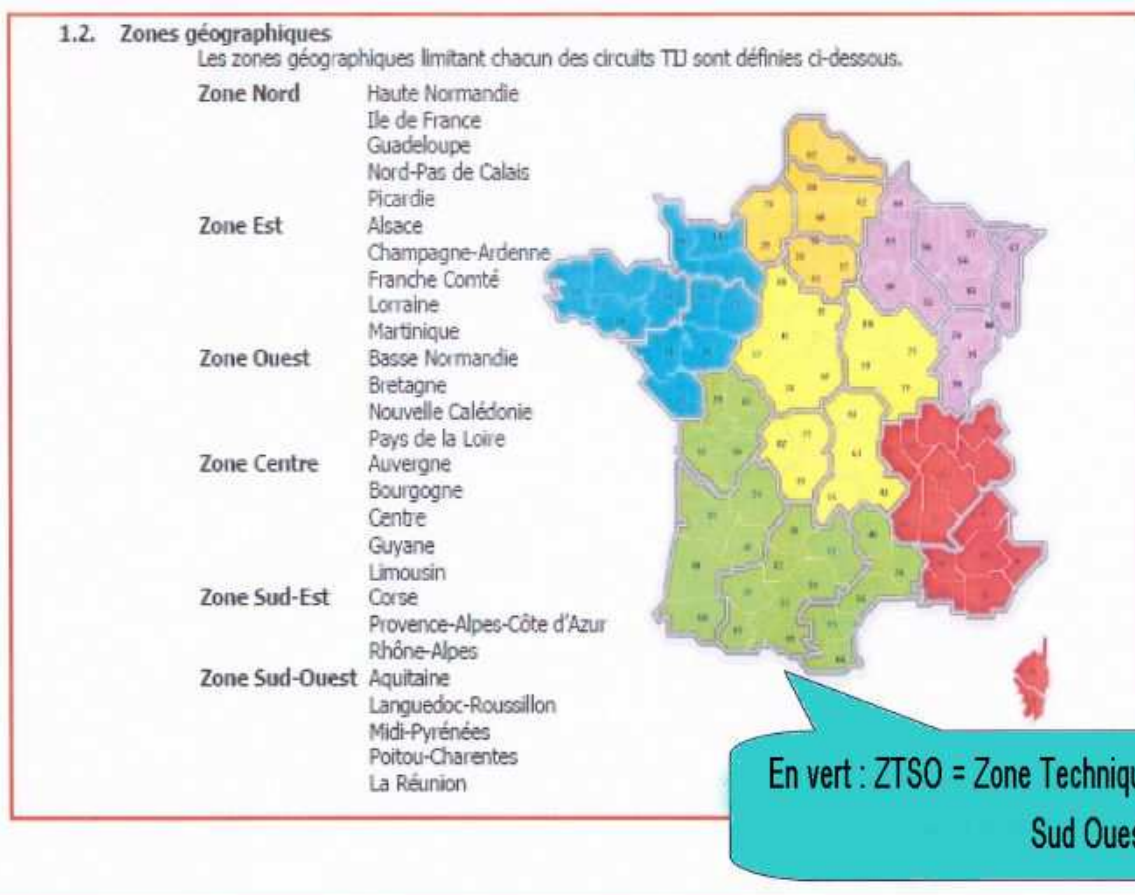 1.2. Zones géographiques
Les zones géographiques limitant chacun des circuits TIJ sont définies ci-dessous.
Zone Nord Haute Normandie
Ile de France
Guadeloupe
Nord-Pas de Calais
Picardie
Zone Est Alsace
Champagne-Ardenne
Franche Comté
Lorraine
Martinique
Zone Ouest Basse Normandie
Bretagne
Nouvelle Calédonie
Pays de la Loire
Zone Centre Auvergne
Bourgogne
Centre
Guyane
Limousin
Zone Sud-Est Corse
Provence-Alpes-Côte d'Azur
Rhône-Alpes
Zone Sud-Ouest Aquitaine
Languedoc-Roussillon
Midi-Pyrénées
Poitou-Charentes
La Réunion
En vert : ZTSO = Zone Techniqu
Sud Oues